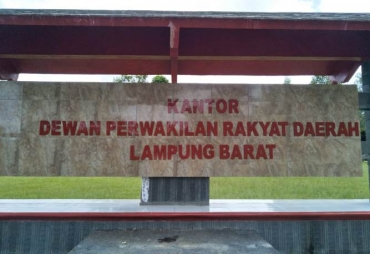 KANTOR
DEWAN PERWAKILAN RAKYAT DAERAH
LAMPUNG BARAT